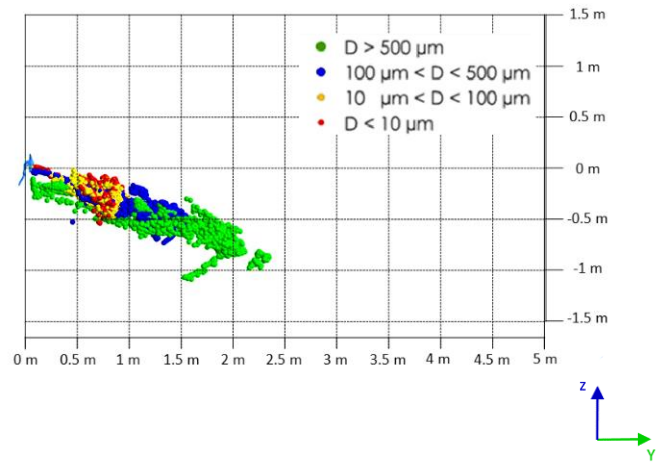 1.5 m
D > 500 µm
1 m
100 µm < D < 500 µm
10 µm < D < 100 µm
0.5 m
D < 10 µm
0 m
-0.5 m
-1 m
-1.5 m
0 m 0.5 m 1 m 1.5 m 2 m 2.5 m 3 m 3.5 m 4 m 4.5 m 5 m
Z
Y